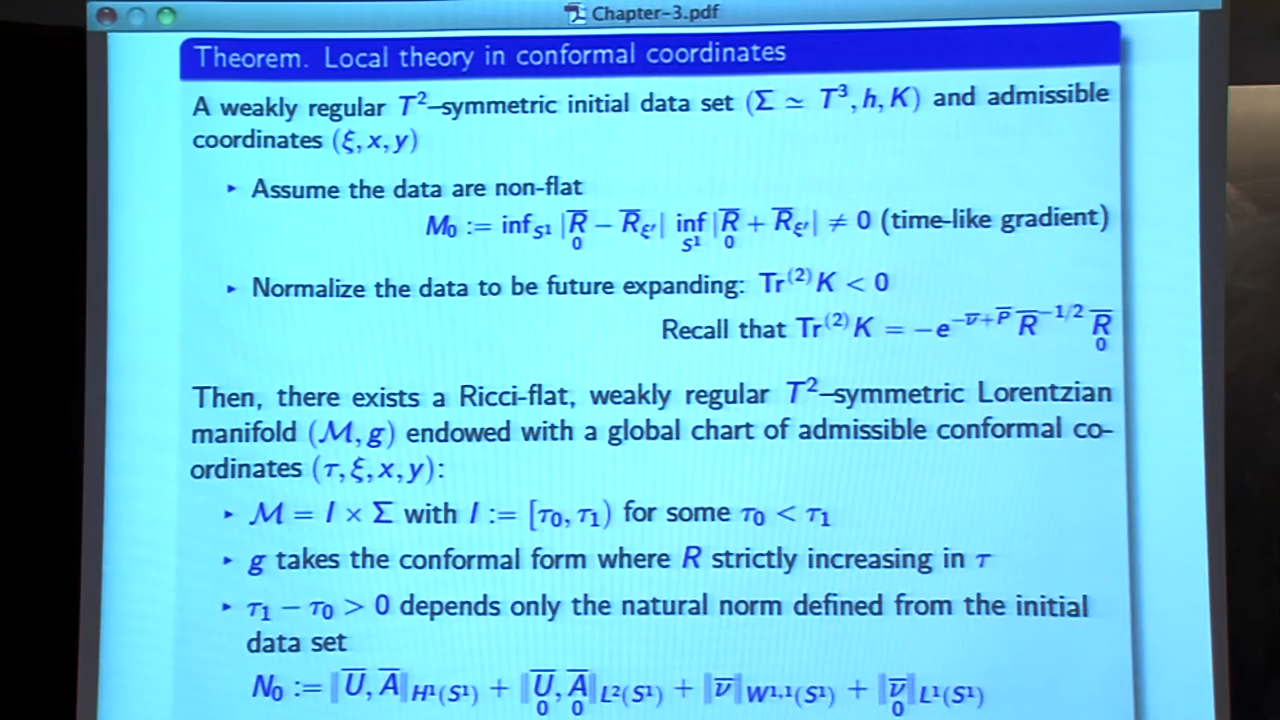 Chapter-3.pdf
Theorem. Local theory in conformal coordinates
A weakly regular T²–symmetric initial data set (Σ ≃ T³, h, K) and admissible
coordinates (ξ, x, y)
▸ Assume the data are non-flat
M₀ := inf_{S¹} |R̅₀ − R̅_{ξ′}| inf_{S¹} |R̅₀ + R̅_{ξ′}| ≠ 0 (time-like gradient)
▸ Normalize the data to be future expanding: Tr⁽²⁾K < 0
Recall that Tr⁽²⁾K = −e^{−ν̅+P̅} R̅^{−1/2} R̅₀
Then, there exists a Ricci-flat, weakly regular T²–symmetric Lorentzian
manifold (ℳ, g) endowed with a global chart of admissible conformal co-
ordinates (τ, ξ, x, y):
▸ ℳ = I × Σ with I := [τ₀, τ₁) for some τ₀ < τ₁
▸ g takes the conformal form where R strictly increasing in τ
▸ τ₁ − τ₀ > 0 depends only the natural norm defined from the initial
data set
N₀ := ‖U̅, A̅‖_{H¹(S¹)} + ‖U̅₀, A̅₀‖_{L²(S¹)} + ‖ν̅‖_{W^{1,1}(S¹)} + ‖ν̅₀‖_{L¹(S¹)}